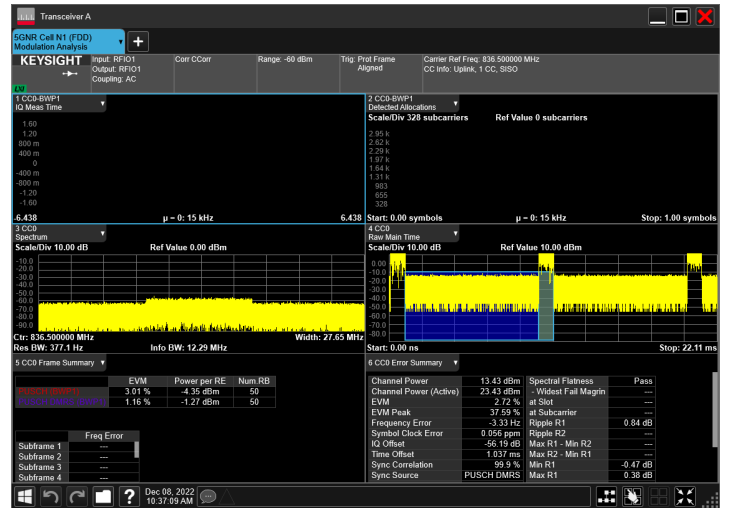 Transceiver A
5GNR Cell N1 (FDD)
Modulation Analysis
KEYSIGHT
Input: RFIO1
Output: RFIO1
Coupling: AC
Corr CCorr
Range: -60 dBm
Trig: Prot Frame
Aligned
Carrier Ref Freq: 836.500000 MHz
CC Info: Uplink, 1 CC, SISO
LXI
1 CC0-BWP1
IQ Meas Time
1.60
1.20
800 m
400 m
0
-400 m
-800 m
-1.20
-1.60
-6.438
µ = 0: 15 kHz
6.438
2 CC0-BWP1
Detected Allocations
Scale/Div 328 subcarriers
Ref Value 0 subcarriers
2.95 k
2.62 k
2.29 k
1.97 k
1.64 k
1.31 k
983
655
328
Start: 0.00 symbols
µ = 0: 15 kHz
Stop: 1.00 symbols
3 CC0
Spectrum
Scale/Div 10.00 dB
Ref Value 0.00 dBm
-10.0
-20.0
-30.0
-40.0
-50.0
-60.0
-70.0
-80.0
-90.0
Ctr: 836.500000 MHz
Width: 27.65 MHz
Res BW: 377.1 Hz
Info BW: 12.29 MHz
4 CC0
Raw Main Time
Scale/Div 10.00 dB
Ref Value 10.00 dBm
0.00
-10.0
-20.0
-30.0
-40.0
-50.0
-60.0
-70.0
-80.0
Start: 0.00 ns
Stop: 22.11 ms
5 CC0 Frame Summary
EVM Power per RE Num.RB
3.01 % -4.35 dBm 50
1.16 % -1.27 dBm 50
Freq Error
Subframe 1 ---
Subframe 2 ---
Subframe 3 ---
Subframe 4 ---
6 CC0 Error Summary
Channel Power 13.43 dBm Spectral Flatness Pass
Channel Power (Active) 23.43 dBm - Widest Fail Magrin ---
EVM 2.72 % at Slot ---
EVM Peak 37.59 % at Subcarrier ---
Frequency Error -3.33 Hz Ripple R1 0.84 dB
Symbol Clock Error 0.056 ppm Ripple R2 ---
IQ Offset -56.19 dB Max R1 - Min R2 ---
Time Offset 1.037 ms Max R2 - Min R1 ---
Sync Correlation 99.9 % Min R1 -0.47 dB
Sync Source PUSCH DMRS Max R1 0.38 dB
Dec 08, 2022
10:37:09 AM